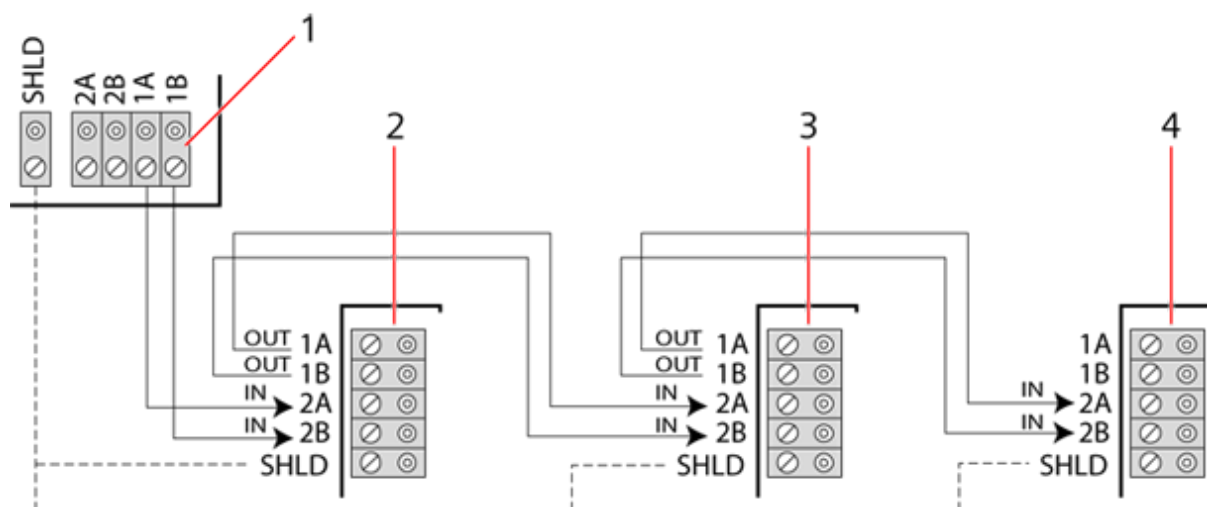 1
SHLD 2A 2B 1A 1B
2 3 4
OUT 1A OUT 1A 1A
OUT 1B OUT 1B 1B
IN 2A IN 2A IN 2A
IN 2B IN 2B IN 2B
SHLD SHLD SHLD